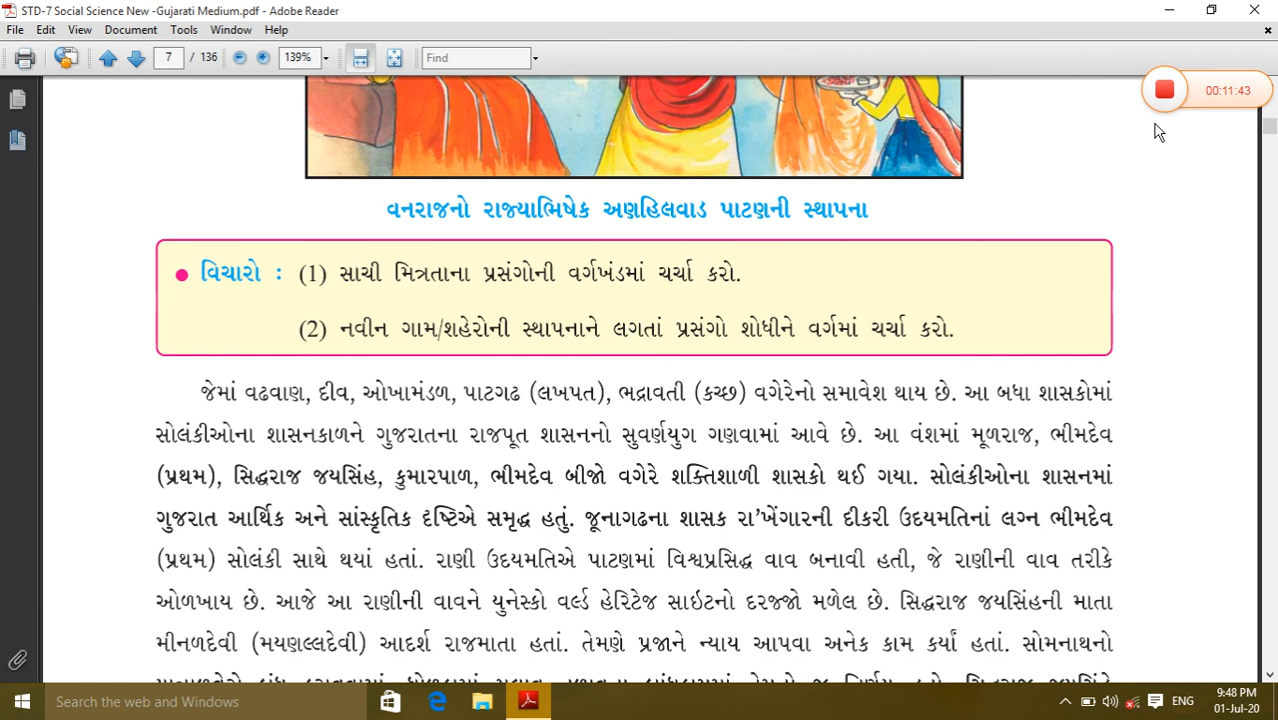 STD-7 Social Science New -Gujarati Medium.pdf - Adobe Reader
File Edit View Document Tools Window Help
7 / 136 139% Find
00:11:43
વનરાજનો રાજ્યાભિષેક અણહિલવાડ પાટણની સ્થાપના
● વિચારો : (1) સાચી મિત્રતાના પ્રસંગોની વર્ગખંડમાં ચર્ચા કરો.
(2) નવીન ગામ/શહેરોની સ્થાપનાને લગતાં પ્રસંગો શોધીને વર્ગમાં ચર્ચા કરો.
જેમાં વઢવાણ, દીવ, ઓખામંડળ, પાટગઢ (લખપત), ભદ્રાવતી (કચ્છ) વગેરેનો સમાવેશ થાય છે. આ બધા શાસકોમાં
સોલંકીઓના શાસનકાળને ગુજરાતના રાજપૂત શાસનનો સુવર્ણયુગ ગણવામાં આવે છે. આ વંશમાં મૂળરાજ, ભીમદેવ
(પ્રથમ), સિદ્ધરાજ જયસિંહ, કુમારપાળ, ભીમદેવ બીજો વગેરે શક્તિશાળી શાસકો થઈ ગયા. સોલંકીઓના શાસનમાં
ગુજરાત આર્થિક અને સાંસ્કૃતિક દૃષ્ટિએ સમૃદ્ધ હતું. જૂનાગઢના શાસક રા'ખેંગારની દીકરી ઉદયમતિનાં લગ્ન ભીમદેવ
(પ્રથમ) સોલંકી સાથે થયાં હતાં. રાણી ઉદયમતિએ પાટણમાં વિશ્વપ્રસિદ્ધ વાવ બનાવી હતી, જે રાણીની વાવ તરીકે
ઓળખાય છે. આજે આ રાણીની વાવને યુનેસ્કો વર્લ્ડ હેરિટેજ સાઇટનો દરજ્જો મળેલ છે. સિદ્ધરાજ જયસિંહની માતા
મીનળદેવી (મયણલ્લદેવી) આદર્શ રાજમાતા હતાં. તેમણે પ્રજાને ન્યાય આપવા અનેક કામ કર્યાં હતાં. સોમનાથનો
Search the web and Windows
ENG
9:48 PM
01-Jul-20